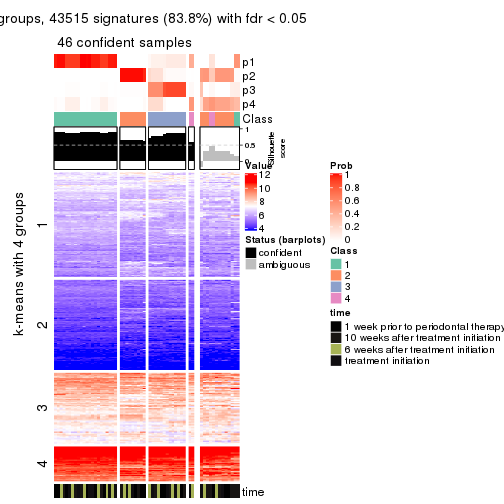 groups, 43515 signatures (83.8%) with fdr < 0.05
46 confident samples
p1
p2
p3
p4
Class
1
0.5
0
Silhouette
score
k-means with 4 groups
1
2
3
4
time
Value
12
10
8
6
4
Status (barplots)
confident
ambiguous
Prob
1
0.8
0.6
0.4
0.2
0
Class
1
2
3
4
time
1 week prior to periodontal therapy
10 weeks after treatment initiation
6 weeks after treatment initiation
treatment initiation